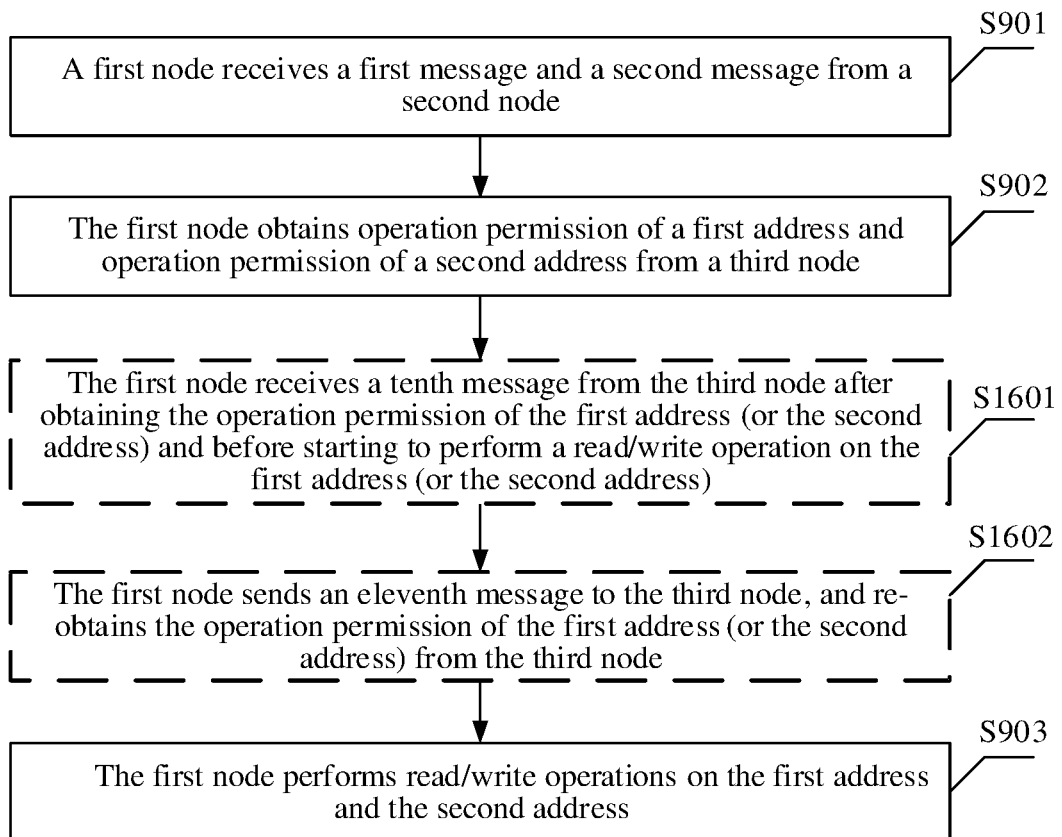 S901
A first node receives a first message and a second message from a
second node
S902
The first node obtains operation permission of a first address and
operation permission of a second address from a third node
The first node receives a tenth message from the third node after
obtaining the operation permission of the first address (or the second
address) and before starting to perform a read/write operation on the
first address (or the second address)
S1601
S1602
The first node sends an eleventh message to the third node, and re-
obtains the operation permission of the first address (or the second
address) from the third node
S903
The first node performs read/write operations on the first address
and the second address